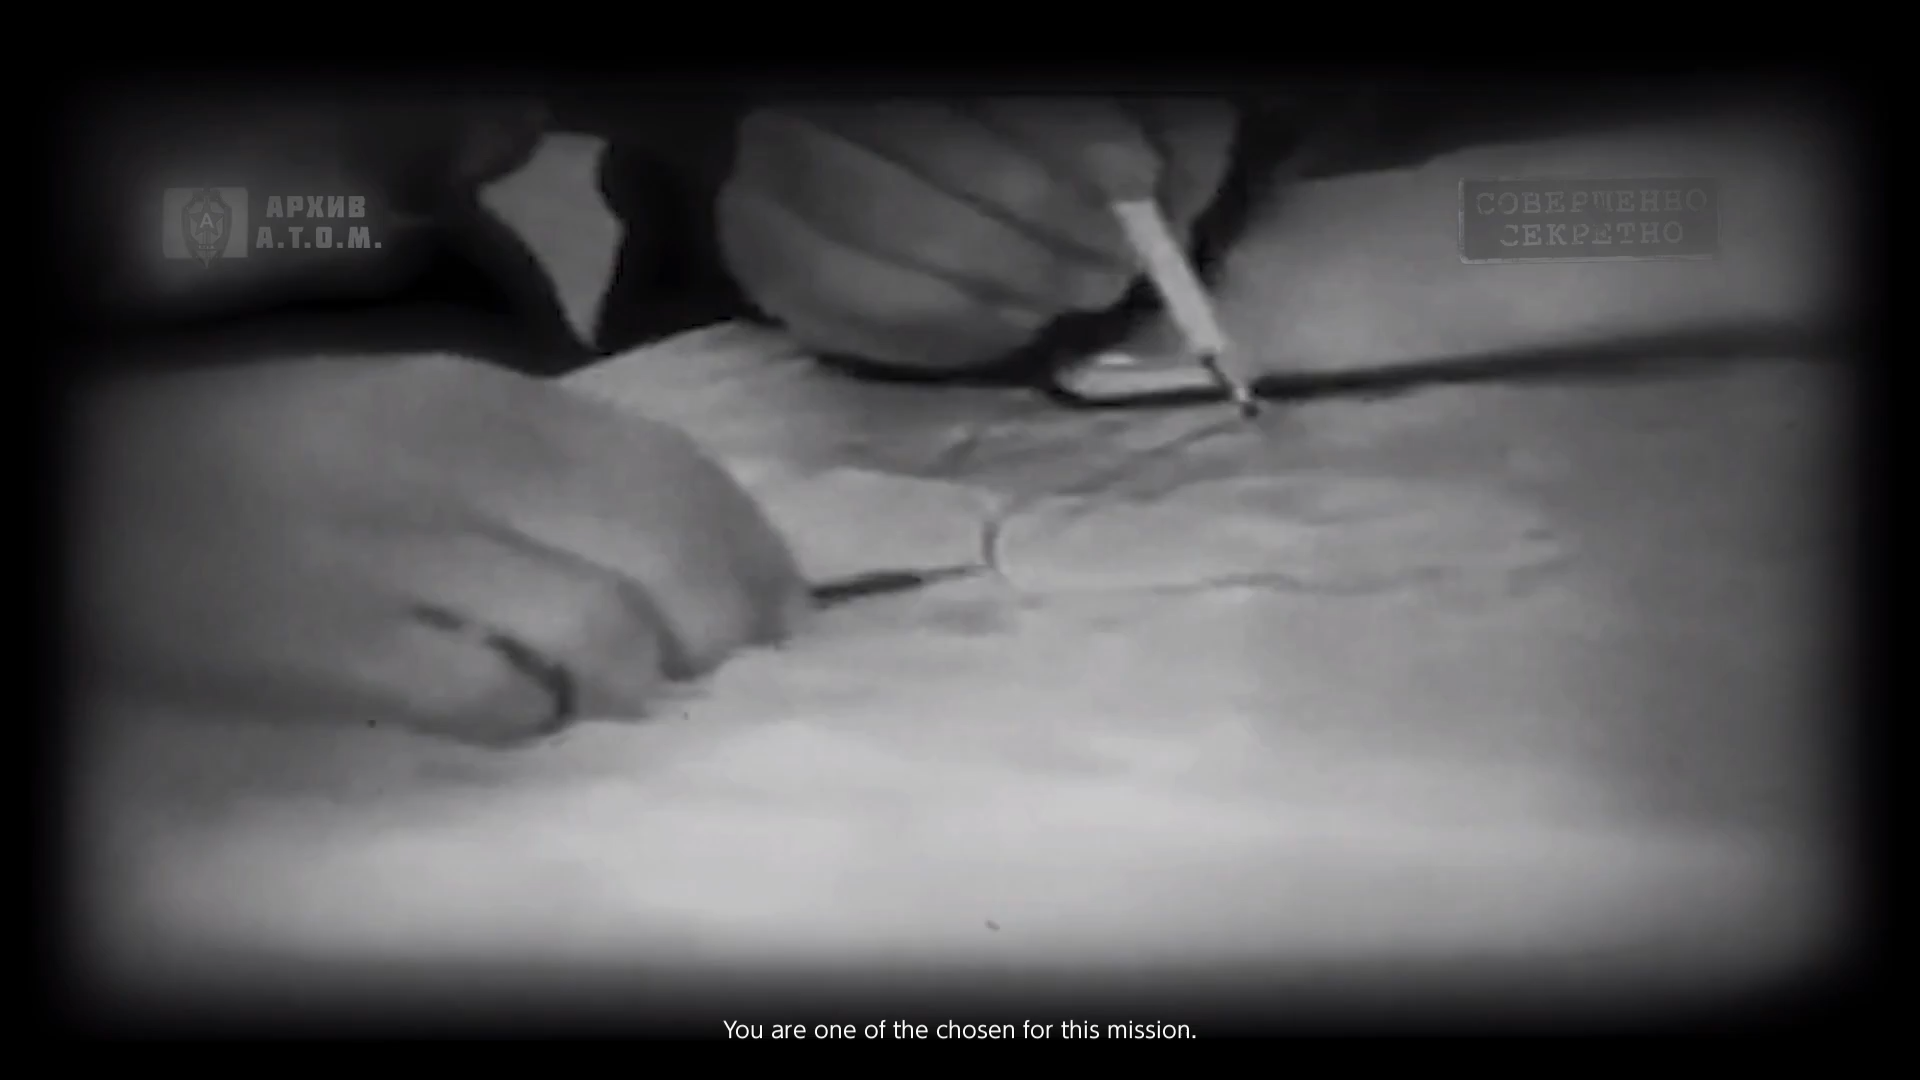 АРХИВ
А.Т.О.М.
А
СОВЕРШЕННО
СЕКРЕТНО
You are one of the chosen for this mission.